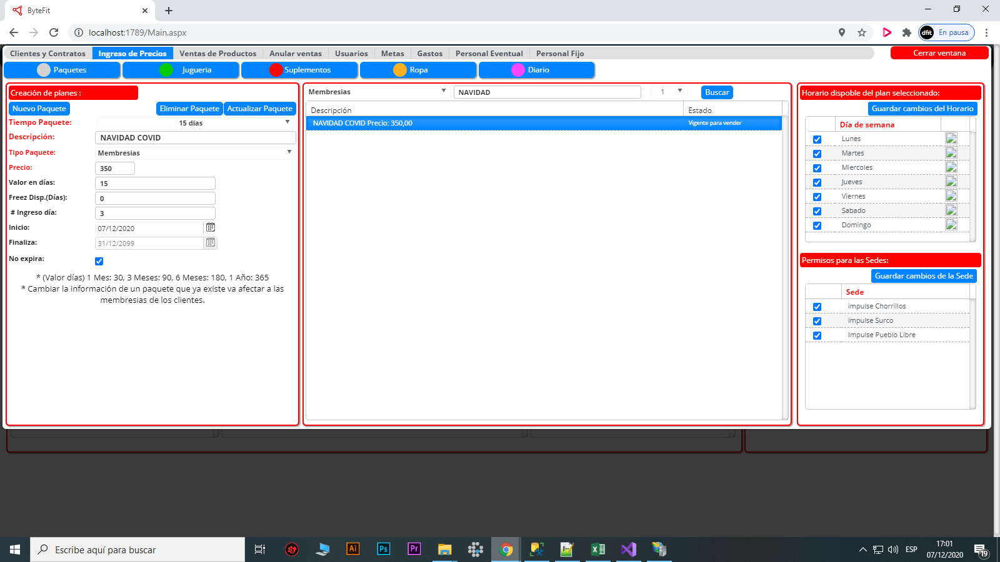 ByteFit
localhost:1789/Main.aspx
dfit
En pausa
Clientes y Contratos
Ingreso de Precios
Ventas de Productos
Anular ventas
Usuarios
Metas
Gastos
Personal Eventual
Personal Fijo
Cerrar ventana
Paquetes
Jugueria
Suplementos
Ropa
Diario
Creación de planes :
Nuevo Paquete
Eliminar Paquete
Actualizar Paquete
Tiempo Paquete:
15 dias
Descripción:
NAVIDAD COVID
Tipo Paquete:
Membresias
Precio:
350
Valor en días:
15
Freez Disp.(Días):
0
# Ingreso día:
3
Inicio:
07/12/2020
Finaliza:
31/12/2099
No expira:
* (Valor días) 1 Mes: 30, 3 Meses: 90, 6 Meses: 180, 1 Año: 365
* Cambiar la información de un paquete que ya existe va afectar a las
membresias de los clientes.
Membresias
NAVIDAD
1
Buscar
Descripción
Estado
NAVIDAD COVID Precio: 350,00
Vigente para vender
Horario dispoble del plan seleccionado:
Guardar cambios del Horario
Día de semana
Lunes
Martes
Miercoles
Jueves
Viernes
Sabado
Domingo
Permisos para las Sedes:
Guardar cambios de la Sede
Sede
impulse Chorrillos
impulse Surco
Impulse Pueblo Libre
Escribe aquí para buscar
Ai
Ps
Pr
ESP
17:01
07/12/2020
19